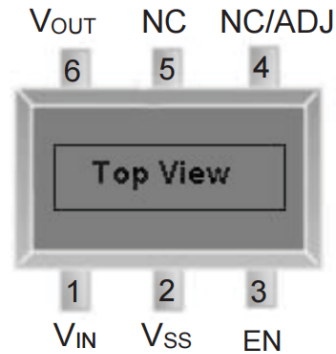 VOUT NC NC/ADJ
6 5 4
Top View
1 2 3
VIN VSS EN